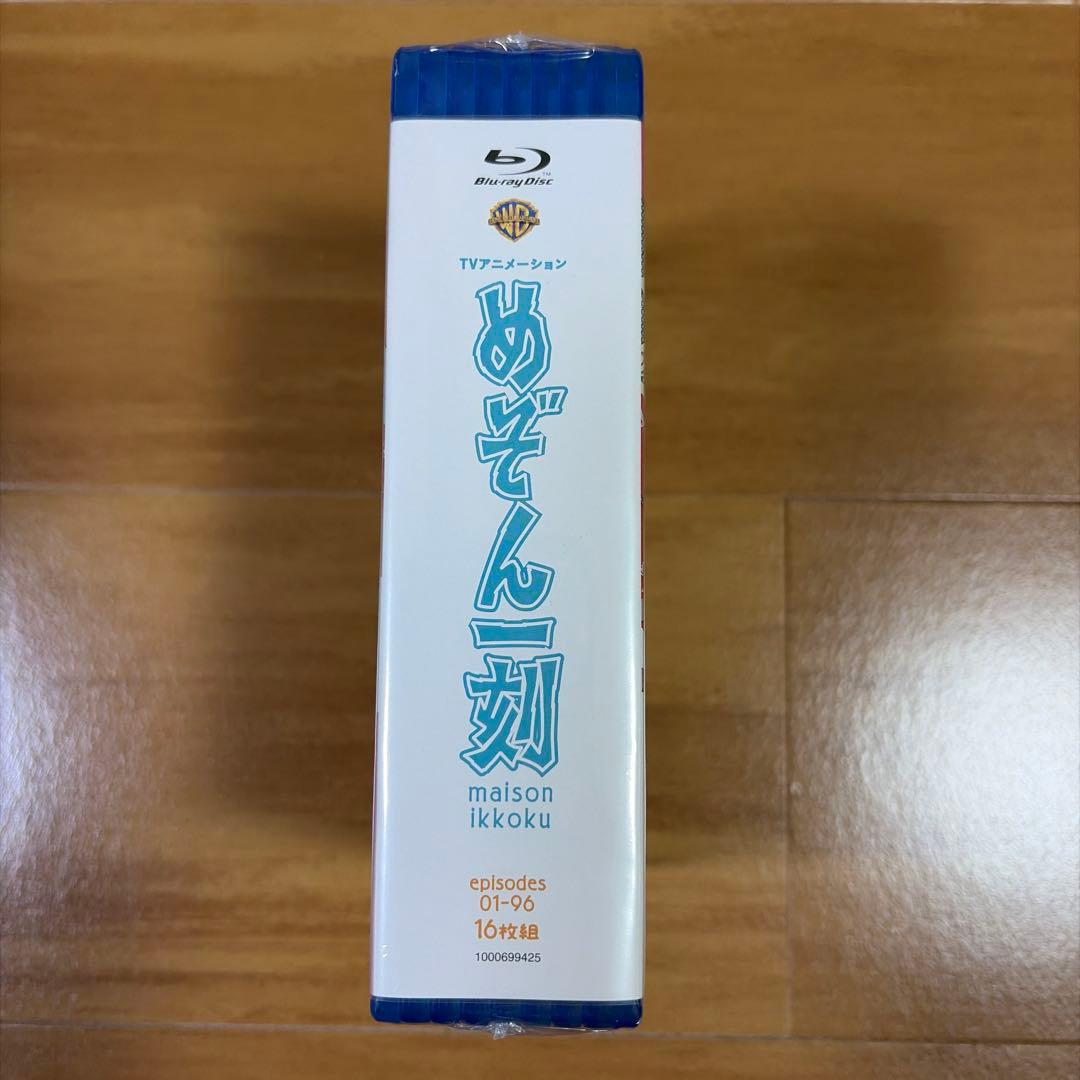 Blu-ray Disc™
WB
TVアニメーション
めぞん一刻
maison
ikkoku
episodes
01-96
16枚組
1000699425